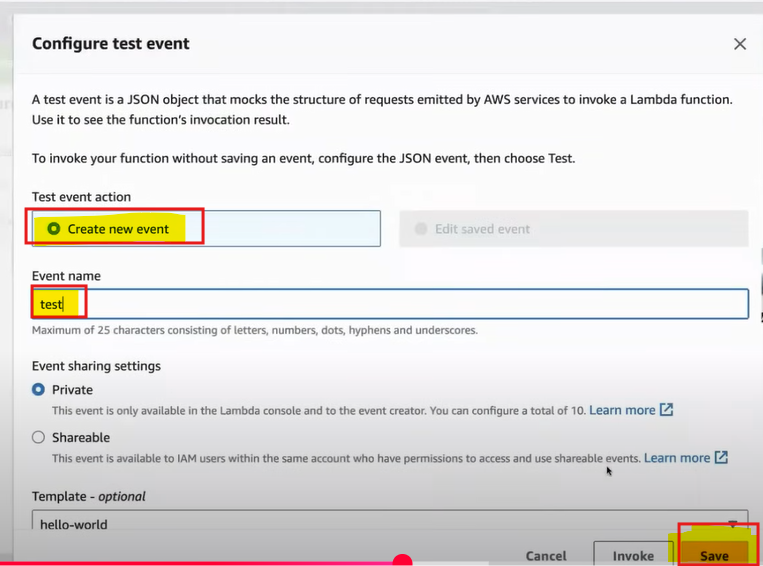 Configure test event
A test event is a JSON object that mocks the structure of requests emitted by AWS services to invoke a Lambda function.
Use it to see the function's invocation result.
To invoke your function without saving an event, configure the JSON event, then choose Test.
Test event action
Create new event
Edit saved event
Event name
test
Maximum of 25 characters consisting of letters, numbers, dots, hyphens and underscores.
Event sharing settings
Private
This event is only available in the Lambda console and to the event creator. You can configure a total of 10. Learn more
Shareable
This event is available to IAM users within the same account who have permissions to access and use shareable events. Learn more
Template - optional
hello-world
Cancel
Invoke
Save